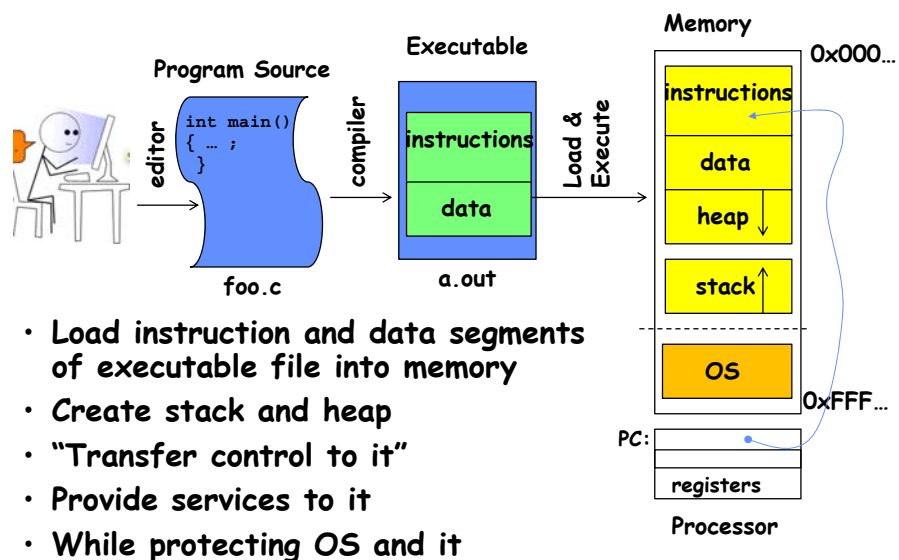 Memory
Executable
0x000…
Program Source
editor
int main()
{ … ;
}
foo.c
compiler
instructions
data
a.out
Load &
Execute
instructions
data
heap
stack
OS
0xFFF…
PC:
registers
Processor
• Load instruction and data segments
of executable file into memory
• Create stack and heap
• “Transfer control to it”
• Provide services to it
• While protecting OS and it